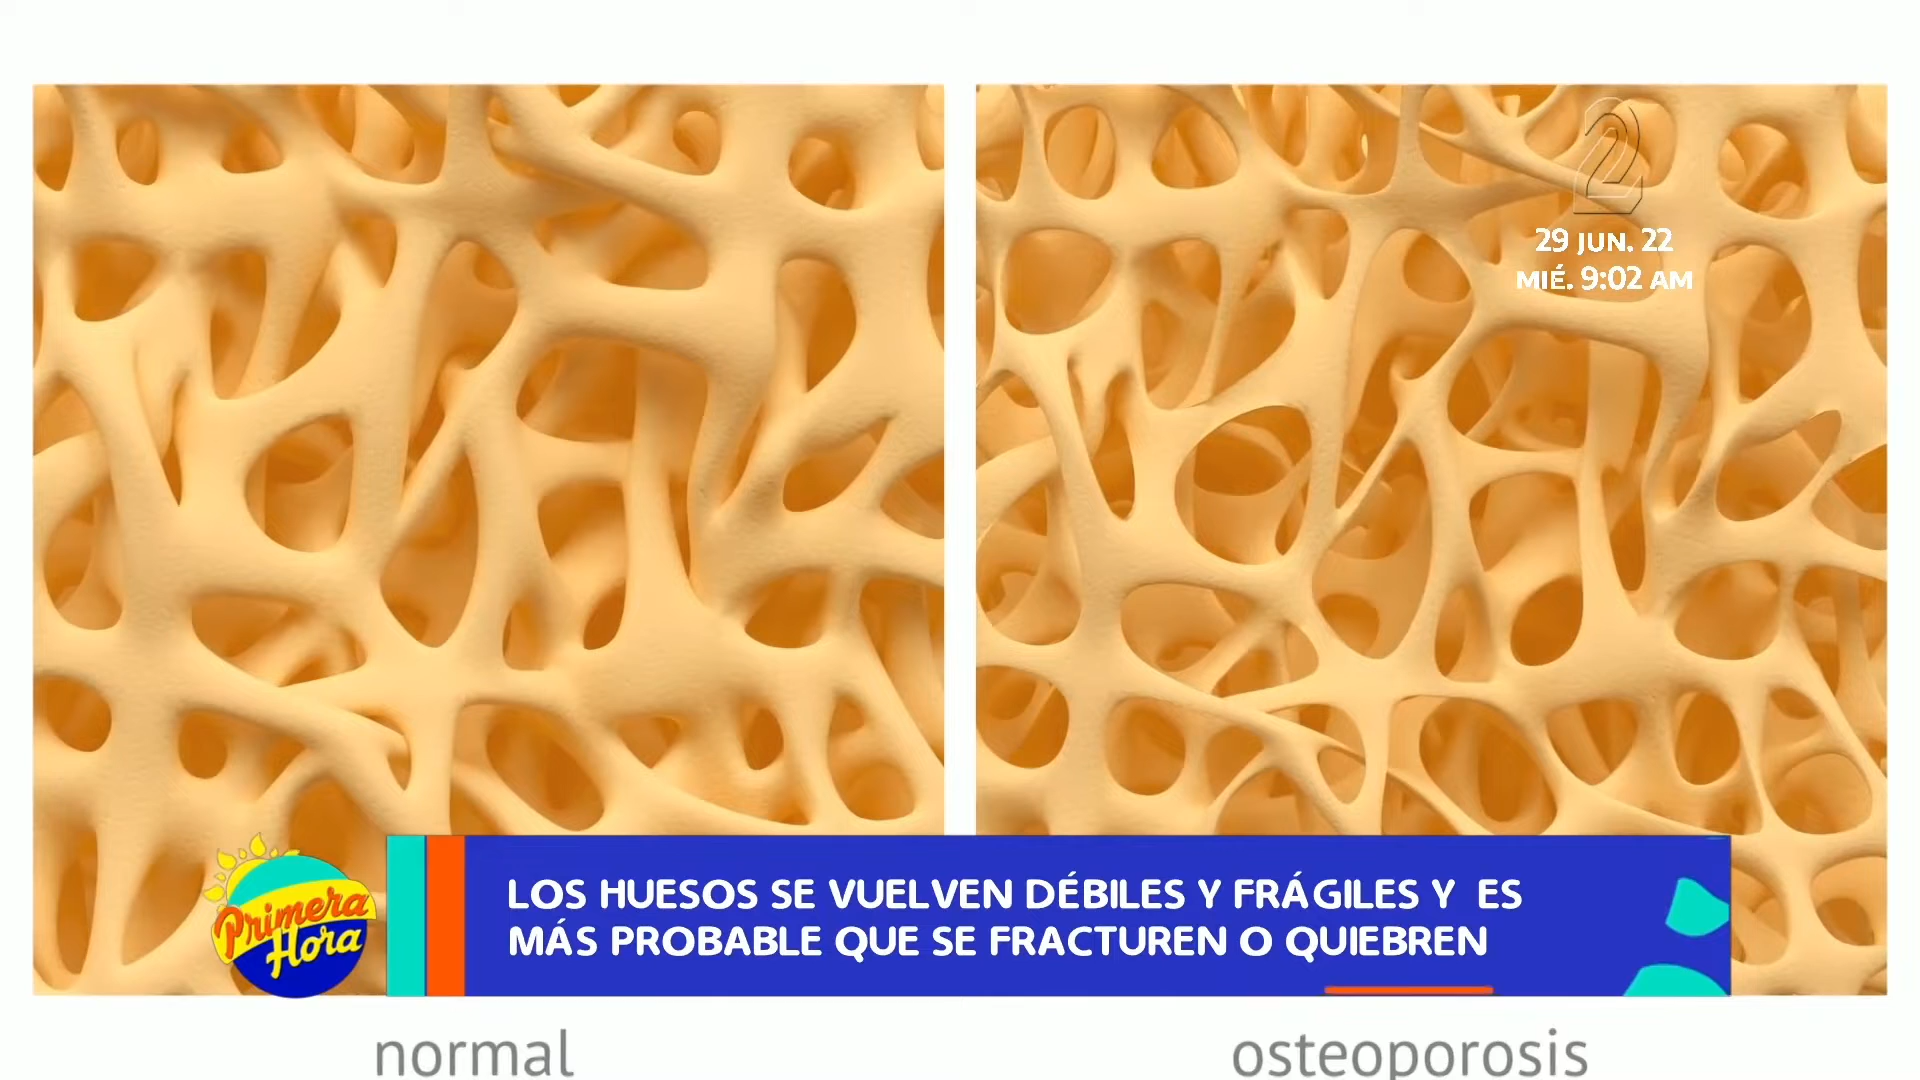 2
29 JUN. 22
MIÉ. 9:02 AM
Primera
Hora
LOS HUESOS SE VUELVEN DÉBILES Y FRÁGILES Y ES
MÁS PROBABLE QUE SE FRACTUREN O QUIEBREN
normal
osteoporosis